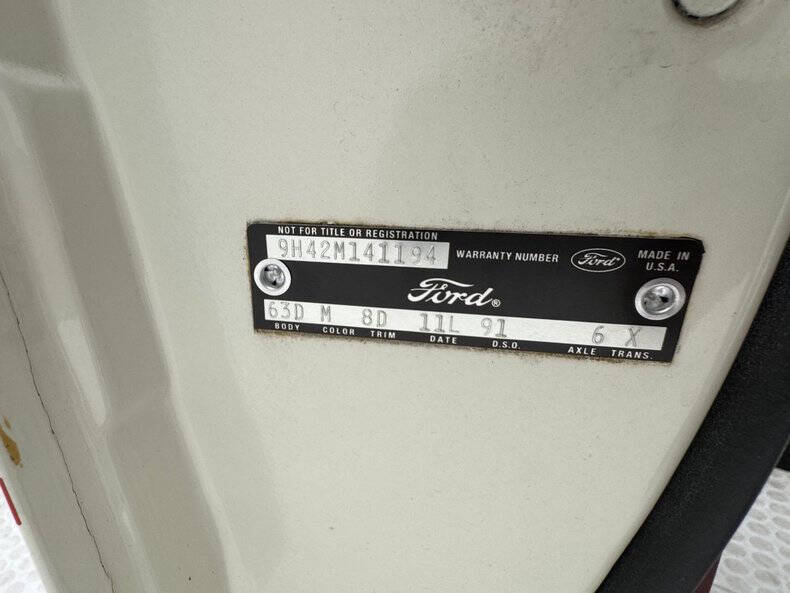 NOT FOR TITLE OR REGISTRATION
9H42M141194 WARRANTY NUMBER Ford MADE IN U.S.A.
Ford®
63D M 8D 11L 91 6 X
BODY COLOR TRIM DATE D.S.O. AXLE TRANS.